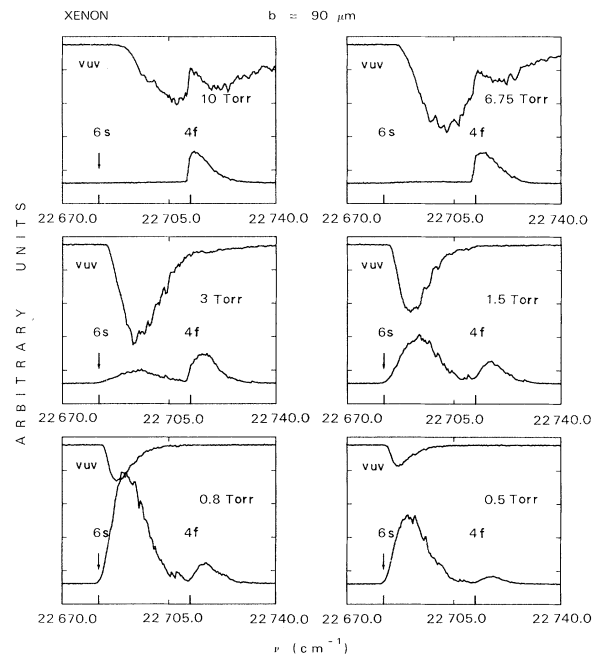 XENON b ≈ 90 μm
vuv
10 Torr
6s 4f
22 670.0 22 705.0 22 740.0
vuv
6.75 Torr
6s 4f
22 670.0 22 705.0 22 740.0
vuv
3 Torr
6s 4f
22 670.0 22 705.0 22 740.0
vuv
1.5 Torr
6s 4f
22 670.0 22 705.0 22 740.0
vuv
0.8 Torr
6s 4f
22 670.0 22 705.0 22 740.0
vuv
0.5 Torr
6s 4f
22 670.0 22 705.0 22 740.0
ARBITRARY UNITS
ν (cm⁻¹)